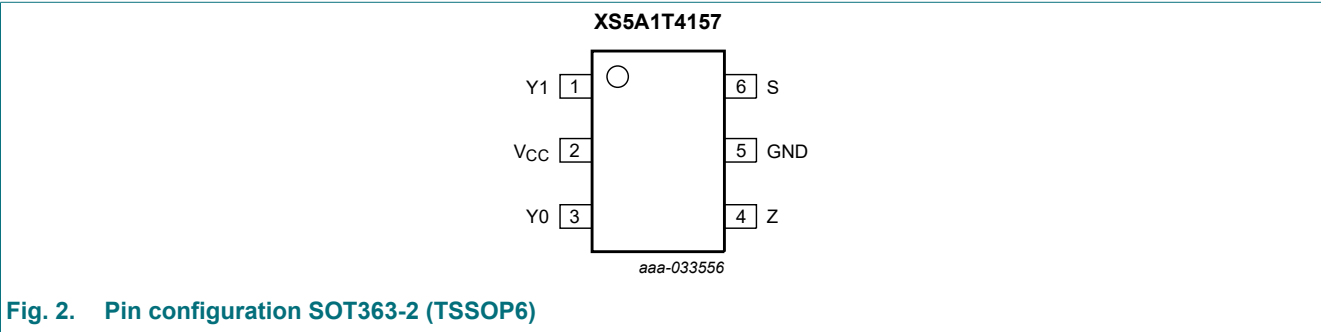 XS5A1T4157
Y1 1 6 S
VCC 2 5 GND
Y0 3 4 Z
aaa-033556
Fig. 2. Pin configuration SOT363-2 (TSSOP6)